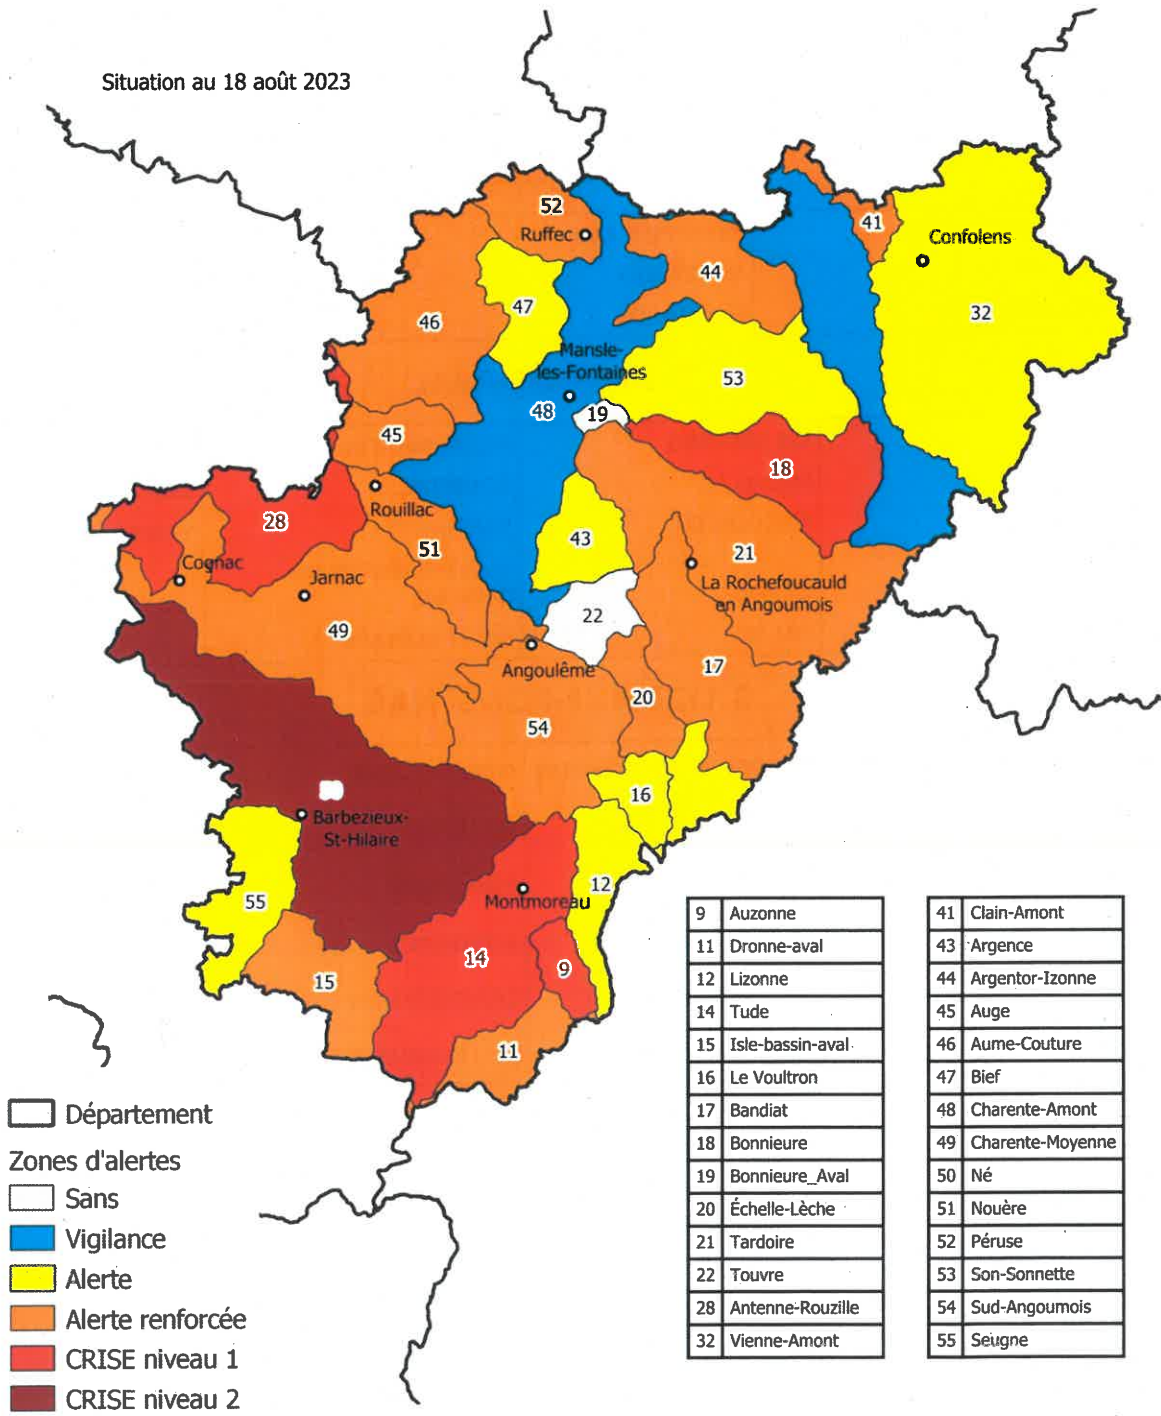 Situation au 18 août 2023
52
Ruffec
41
Confolens
44
47
46
32
Mansle-
les-Fontaines
53
48
19
45
18
Rouillac
28
51
43
21
Cognac
Jarnac
La Rochefoucauld
en Angoumois
22
49
Angoulême
17
20
54
16
Barbezieux-
St-Hilaire
12
55
Montmoreau
14
9
15
11
9 Auzonne
11 Dronne-aval
12 Lizonne
14 Tude
15 Isle-bassin-aval
16 Le Voultron
17 Bandiat
18 Bonnieure
19 Bonnieure_Aval
20 Échelle-Lèche
21 Tardoire
22 Touvre
28 Antenne-Rouzille
32 Vienne-Amont
41 Clain-Amont
43 Argence
44 Argentor-Izonne
45 Auge
46 Aume-Couture
47 Bief
48 Charente-Amont
49 Charente-Moyenne
50 Né
51 Nouère
52 Péruse
53 Son-Sonnette
54 Sud-Angoumois
55 Seugne
Département
Zones d'alertes
Sans
Vigilance
Alerte
Alerte renforcée
CRISE niveau 1
CRISE niveau 2